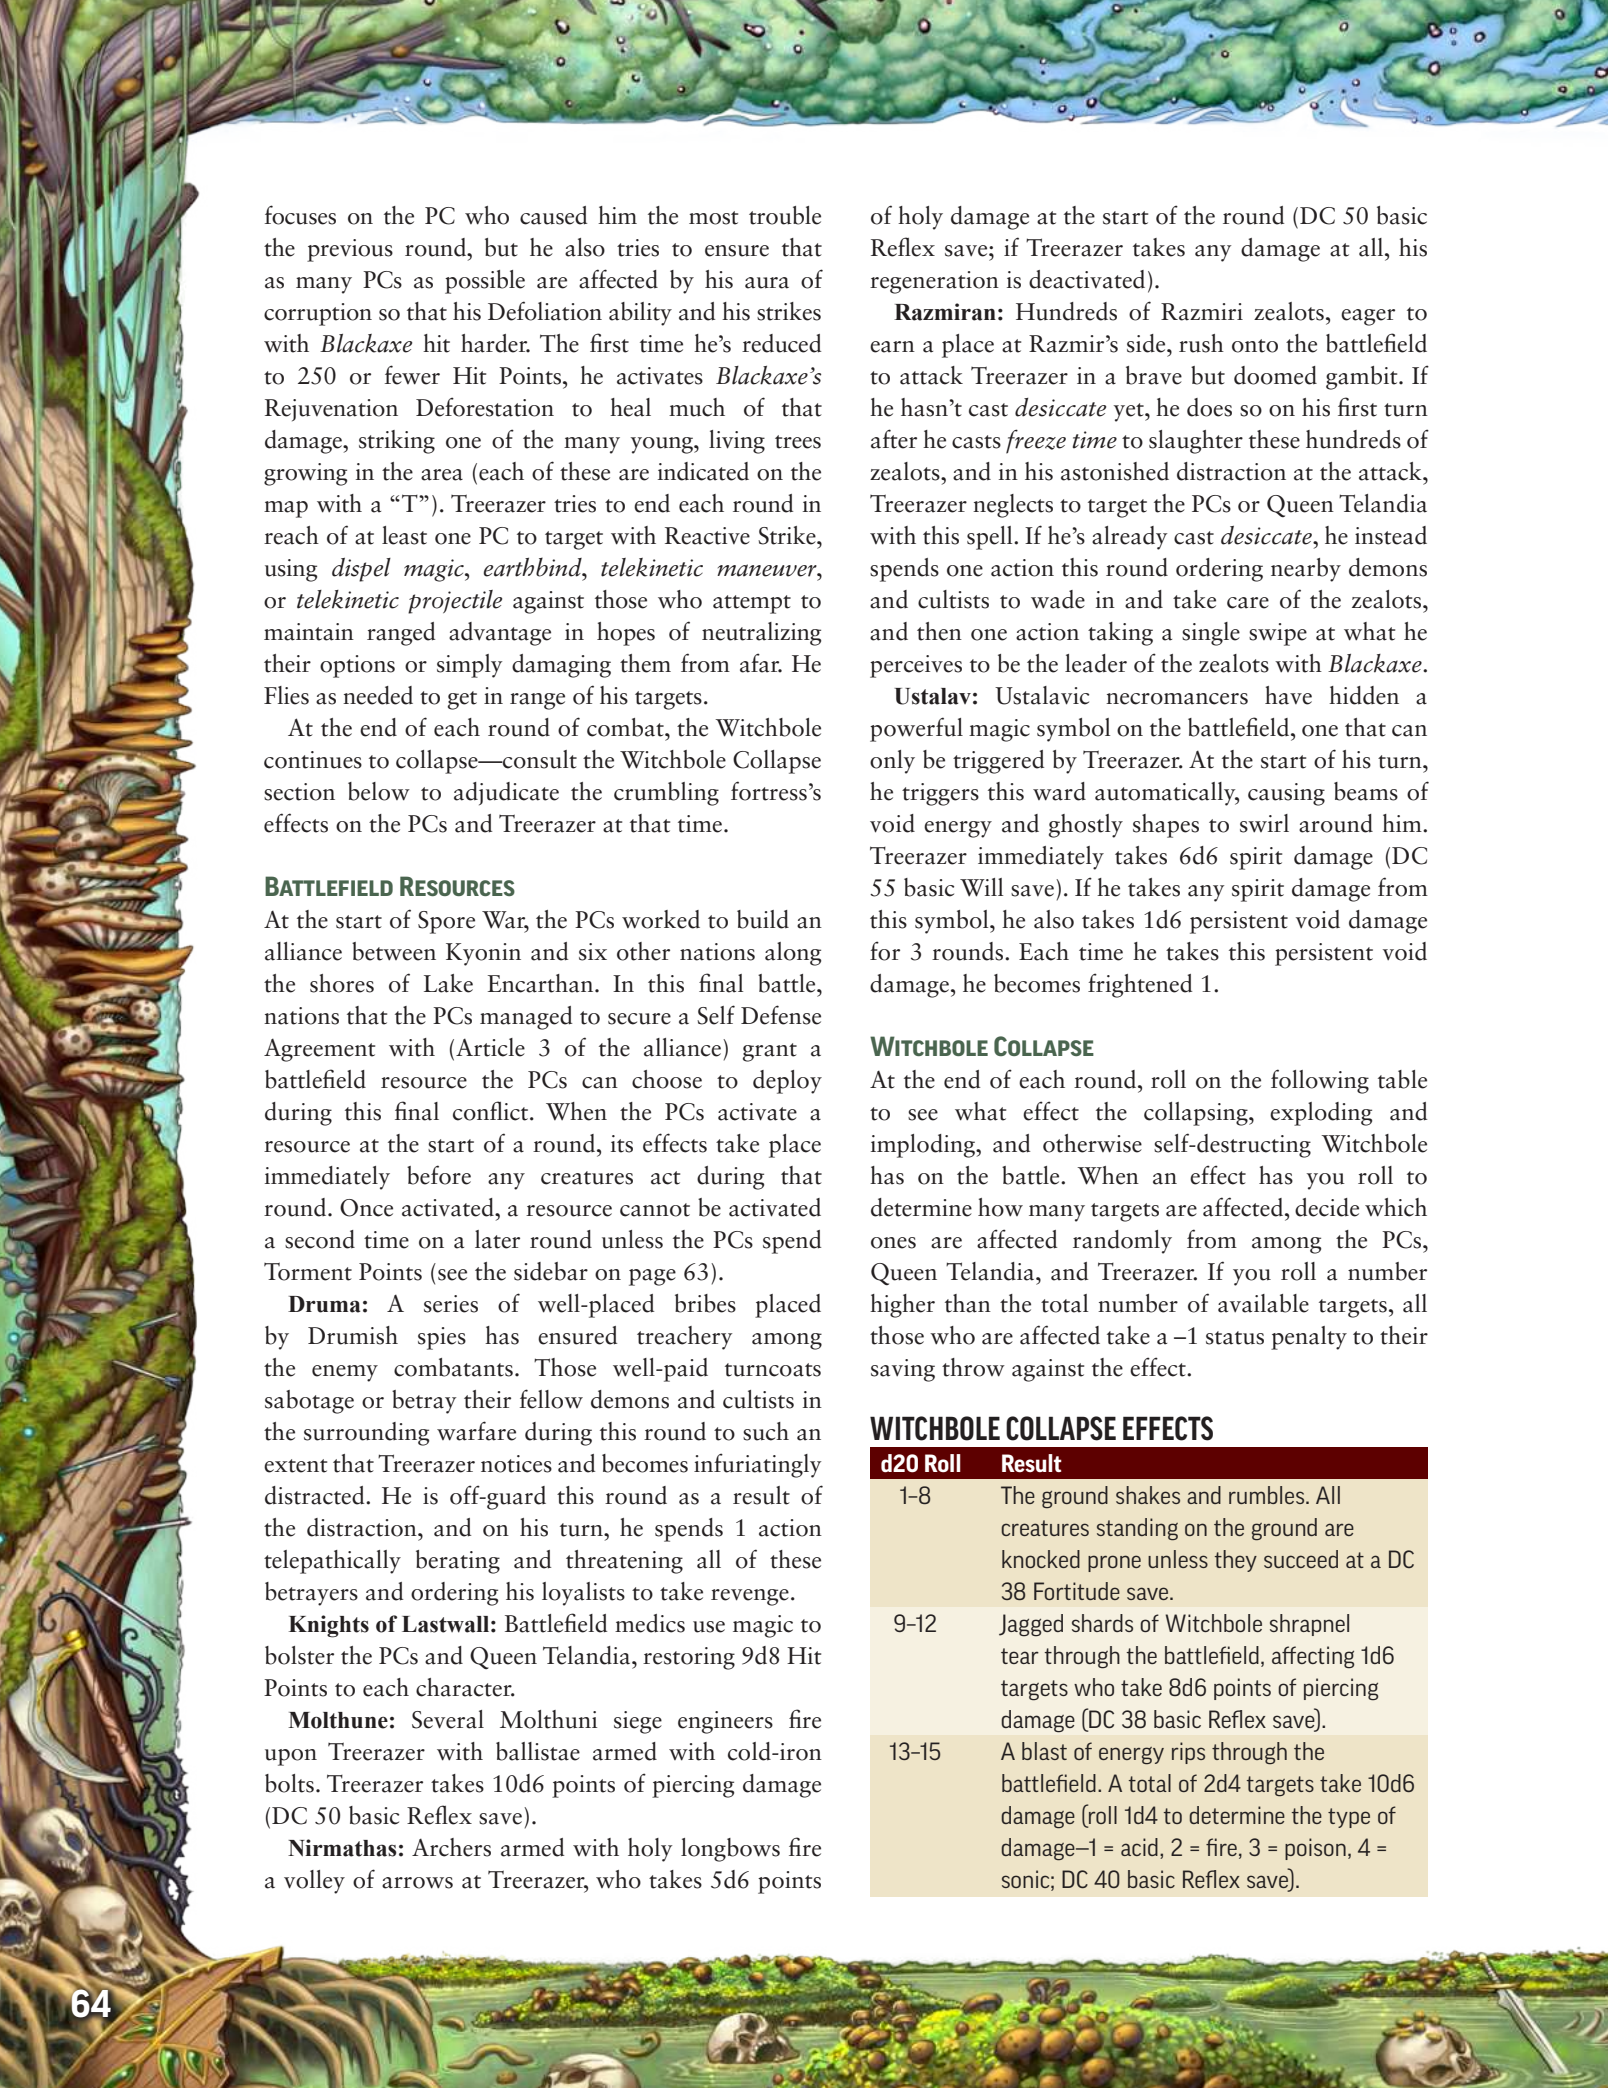 focuses on the PC who caused him the most trouble
the previous round, but he also tries to ensure that
as many PCs as possible are affected by his aura of
corruption so that his Defoliation ability and his strikes
with Blackaxe hit harder. The first time he’s reduced
to 250 or fewer Hit Points, he activates Blackaxe’s
Rejuvenation Deforestation to heal much of that
damage, striking one of the many young, living trees
growing in the area (each of these are indicated on the
map with a “T”). Treerazer tries to end each round in
reach of at least one PC to target with Reactive Strike,
using dispel magic, earthbind, telekinetic maneuver,
or telekinetic projectile against those who attempt to
maintain ranged advantage in hopes of neutralizing
their options or simply damaging them from afar. He
Flies as needed to get in range of his targets.
At the end of each round of combat, the Witchbole
continues to collapse—consult the Witchbole Collapse
section below to adjudicate the crumbling fortress’s
effects on the PCs and Treerazer at that time.
BATTLEFIELD RESOURCES
At the start of Spore War, the PCs worked to build an
alliance between Kyonin and six other nations along
the shores of Lake Encarthan. In this final battle,
nations that the PCs managed to secure a Self Defense
Agreement with (Article 3 of the alliance) grant a
battlefield resource the PCs can choose to deploy
during this final conflict. When the PCs activate a
resource at the start of a round, its effects take place
immediately before any creatures act during that
round. Once activated, a resource cannot be activated
a second time on a later round unless the PCs spend
Torment Points (see the sidebar on page 63).
Druma: A series of well-placed bribes placed
by Drumish spies has ensured treachery among
the enemy combatants. Those well-paid turncoats
sabotage or betray their fellow demons and cultists in
the surrounding warfare during this round to such an
extent that Treerazer notices and becomes infuriatingly
distracted. He is off-guard this round as a result of
the distraction, and on his turn, he spends 1 action
telepathically berating and threatening all of these
betrayers and ordering his loyalists to take revenge.
Knights of Lastwall: Battlefield medics use magic to
bolster the PCs and Queen Telandia, restoring 9d8 Hit
Points to each character.
Molthune: Several Molthuni siege engineers fire
upon Treerazer with ballistae armed with cold-iron
bolts. Treerazer takes 10d6 points of piercing damage
(DC 50 basic Reflex save).
Nirmathas: Archers armed with holy longbows fire
a volley of arrows at Treerazer, who takes 5d6 points
of holy damage at the start of the round (DC 50 basic
Reflex save; if Treerazer takes any damage at all, his
regeneration is deactivated).
Razmiran: Hundreds of Razmiri zealots, eager to
earn a place at Razmir’s side, rush onto the battlefield
to attack Treerazer in a brave but doomed gambit. If
he hasn’t cast desiccate yet, he does so on his first turn
after he casts freeze time to slaughter these hundreds of
zealots, and in his astonished distraction at the attack,
Treerazer neglects to target the PCs or Queen Telandia
with this spell. If he’s already cast desiccate, he instead
spends one action this round ordering nearby demons
and cultists to wade in and take care of the zealots,
and then one action taking a single swipe at what he
perceives to be the leader of the zealots with Blackaxe.
Ustalav: Ustalavic necromancers have hidden a
powerful magic symbol on the battlefield, one that can
only be triggered by Treerazer. At the start of his turn,
he triggers this ward automatically, causing beams of
void energy and ghostly shapes to swirl around him.
Treerazer immediately takes 6d6 spirit damage (DC
55 basic Will save). If he takes any spirit damage from
this symbol, he also takes 1d6 persistent void damage
for 3 rounds. Each time he takes this persistent void
damage, he becomes frightened 1.
WITCHBOLE COLLAPSE
At the end of each round, roll on the following table
to see what effect the collapsing, exploding and
imploding, and otherwise self-destructing Witchbole
has on the battle. When an effect has you roll to
determine how many targets are affected, decide which
ones are affected randomly from among the PCs,
Queen Telandia, and Treerazer. If you roll a number
higher than the total number of available targets, all
those who are affected take a –1 status penalty to their
saving throw against the effect.
WITCHBOLE COLLAPSE EFFECTS
d20 Roll Result
1–8 The ground shakes and rumbles. All
creatures standing on the ground are
knocked prone unless they succeed at a DC
38 Fortitude save.
9–12 Jagged shards of Witchbole shrapnel
tear through the battlefield, affecting 1d6
targets who take 8d6 points of piercing
damage (DC 38 basic Reflex save).
13–15 A blast of energy rips through the
battlefield. A total of 2d4 targets take 10d6
damage (roll 1d4 to determine the type of
damage—1 = acid, 2 = fire, 3 = poison, 4 =
sonic; DC 40 basic Reflex save).
64